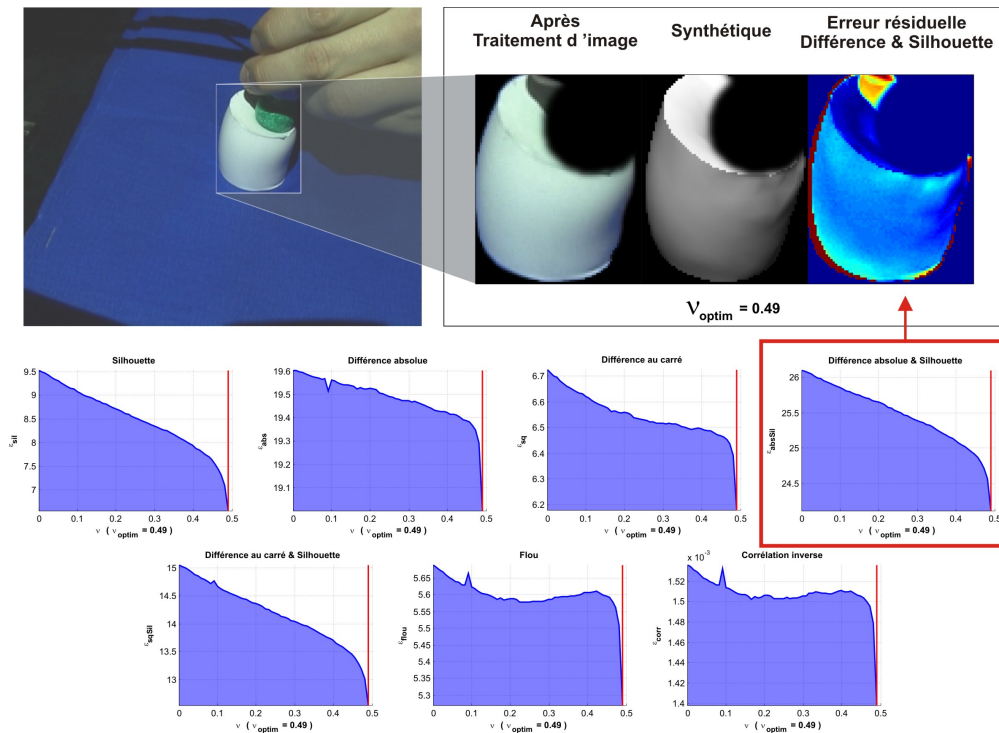 Après
Traitement d 'image
Synthétique
Erreur résiduelle
Différence & Silhouette
ν optim = 0.49
Silhouette
9.5
9
8.5
8
7.5
7
ε sil
0 0.1 0.2 0.3 0.4 0.5
ν ( ν optim = 0.49 )
Différence absolue
19.6
19.5
19.4
19.3
19.2
19.1
ε abs
0 0.1 0.2 0.3 0.4 0.5
ν ( ν optim = 0.49 )
Différence au carré
6.7
6.6
6.5
6.4
6.3
6.2
ε sq
0 0.1 0.2 0.3 0.4 0.5
ν ( ν optim = 0.49 )
Différence absolue & Silhouette
26
25.5
25
24.5
ε absSil
0 0.1 0.2 0.3 0.4 0.5
ν ( ν optim = 0.49 )
Différence au carré & Silhouette
15
14.5
14
13.5
13
ε sqSil
0 0.1 0.2 0.3 0.4 0.5
ν ( ν optim = 0.49 )
Flou
5.65
5.6
5.55
5.5
5.45
5.4
5.35
5.3
ε flou
0 0.1 0.2 0.3 0.4 0.5
ν ( ν optim = 0.49 )
Corrélation inverse
x 10 -3
1.52
1.5
1.48
1.46
1.44
1.42
1.4
ε corr
0 0.1 0.2 0.3 0.4 0.5
ν ( ν optim = 0.49 )